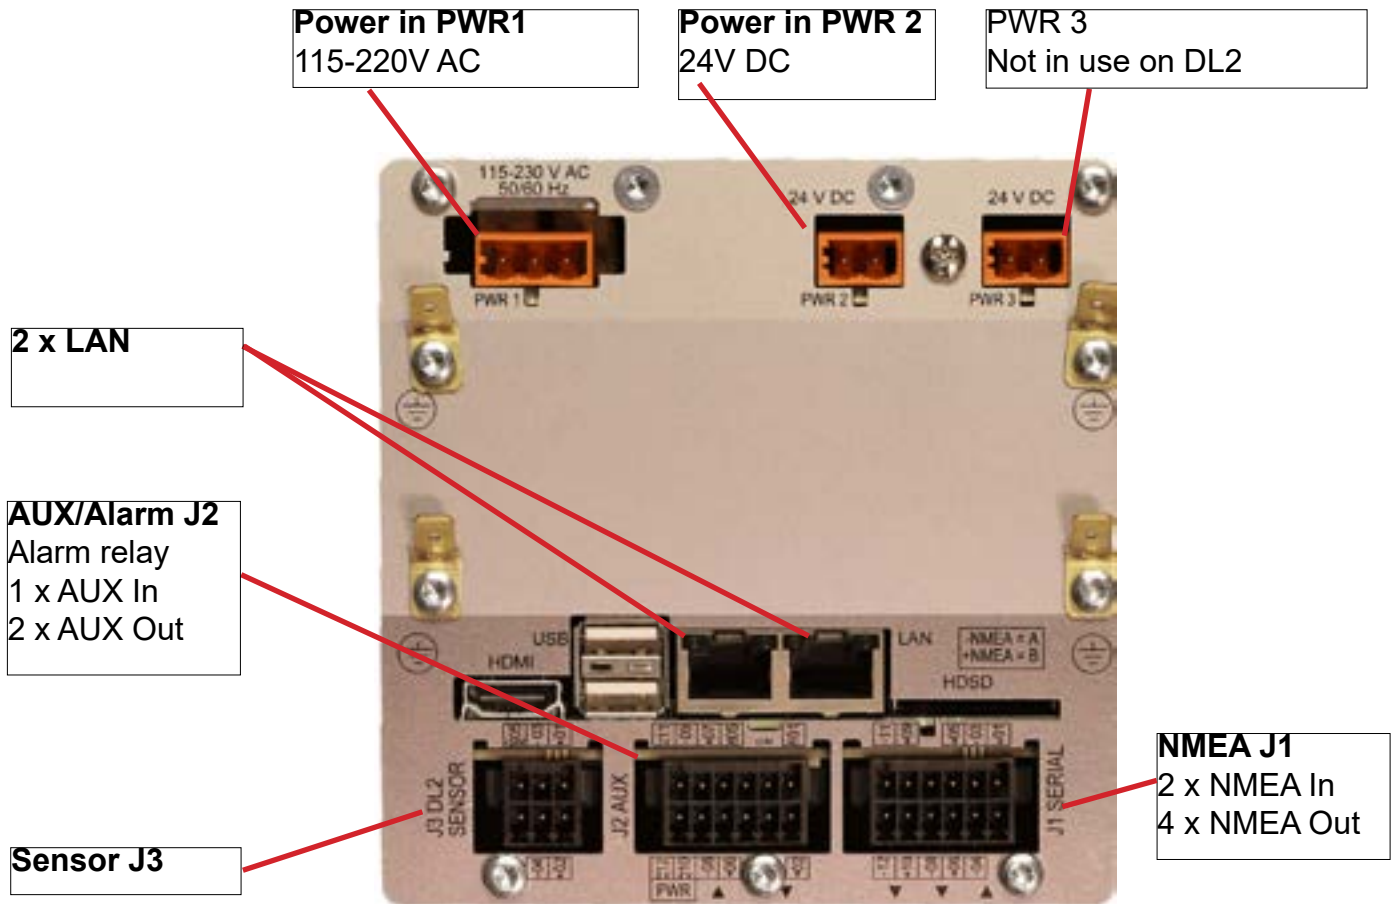 Power in PWR1
115-220V AC
Power in PWR 2
24V DC
PWR 3
Not in use on DL2
115-230 V AC
50/60 Hz
24 V DC
24 V DC
PWR 1
PWR 2
PWR 3
2 x LAN
AUX/Alarm J2
Alarm relay
1 x AUX In
2 x AUX Out
USB
LAN
-NMEA = A
+NMEA = B
HDMI
HDSD
NMEA J1
2 x NMEA In
4 x NMEA Out
J3 DL2
SENSOR
J2 AUX
J1 SERIAL
Sensor J3
PWR